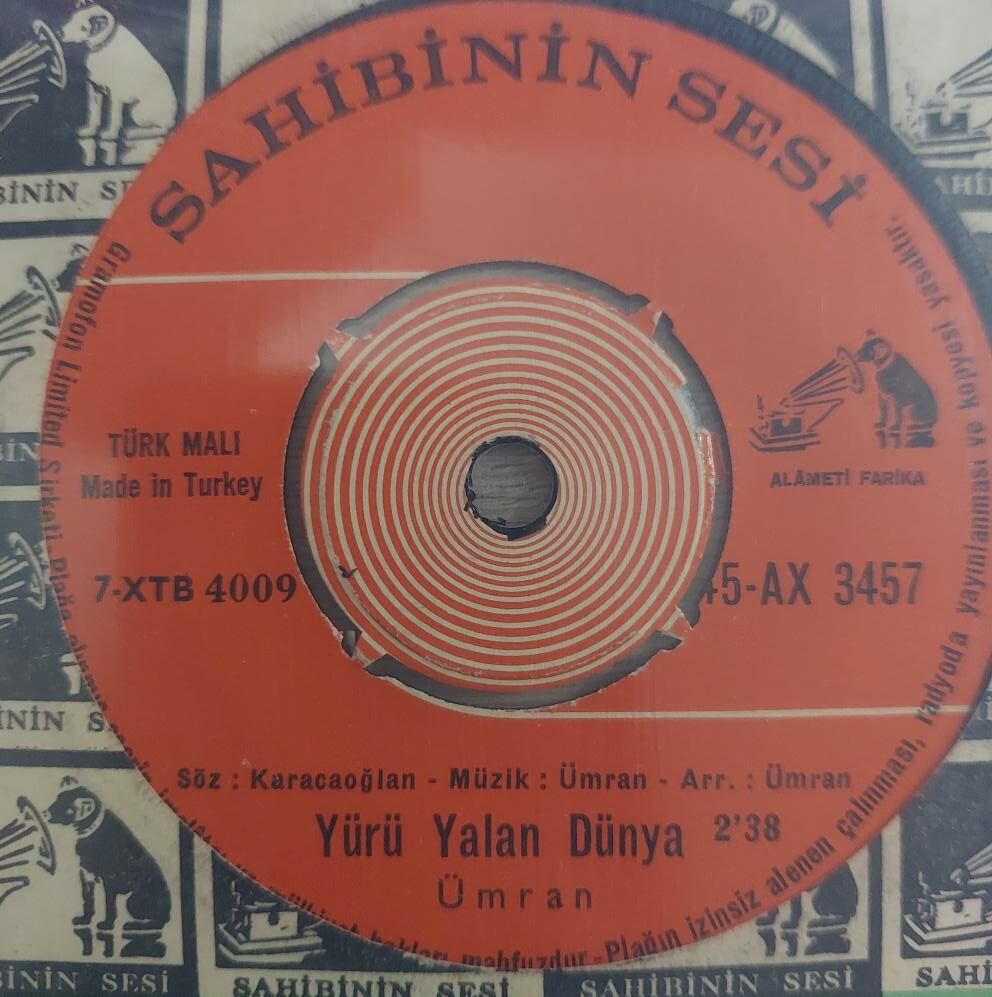 SAHİBİNİN SESİ
TÜRK MALI
Made in Turkey
ALÂMETİ FARİKA
7-XTB 4009
45-AX 3457
Söz : Karacaoğlan - Müzik : Ümran - Arr. : Ümran
Yürü Yalan Dünya 2'38
Ümran
Gramofon Limited Şirketi
hakları mahfuzdur.-Plağın izinsiz alenen çalınması, radyoda yayınlanması ve kopyesi yasaktır.
SAHİBİNİN SESİ
SAHİBİNİN SESİ